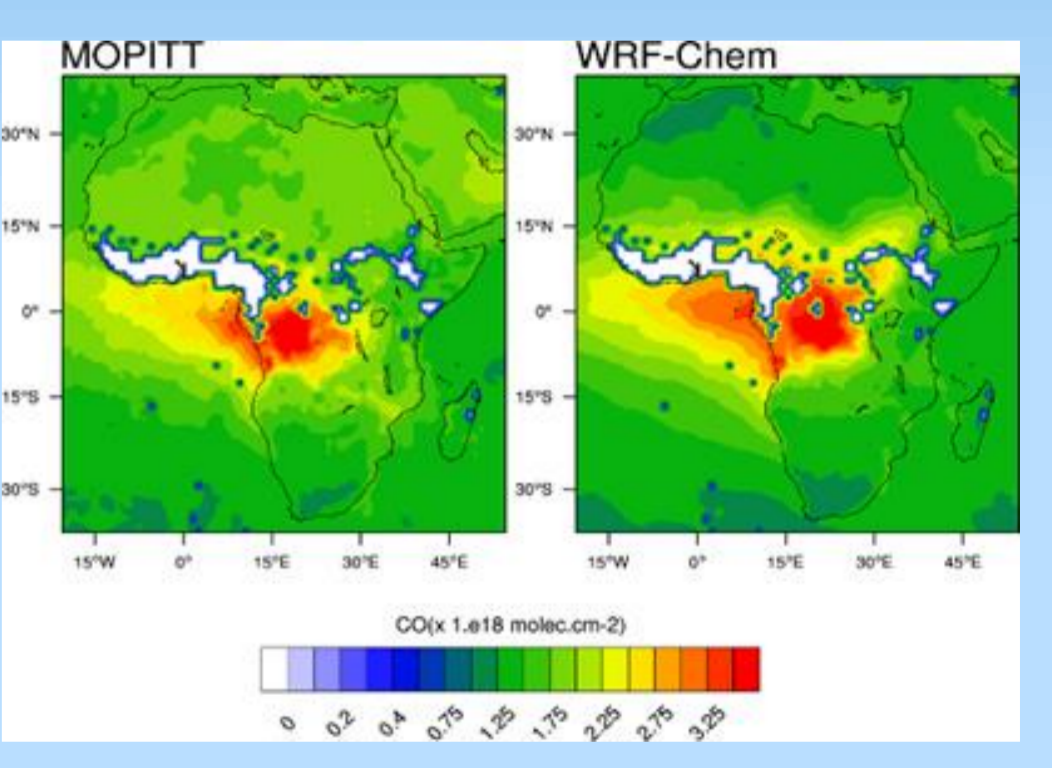 MOPITT WRF-Chem
30°N 30°N
15°N 15°N
0° 0°
15°S 15°S
30°S 30°S
15°W 0° 15°E 30°E 45°E 15°W 0° 15°E 30°E 45°E
CO(x 1.e18 molec.cm-2)
0 0.2 0.4 0.75 1.25 1.75 2.25 2.75 3.25